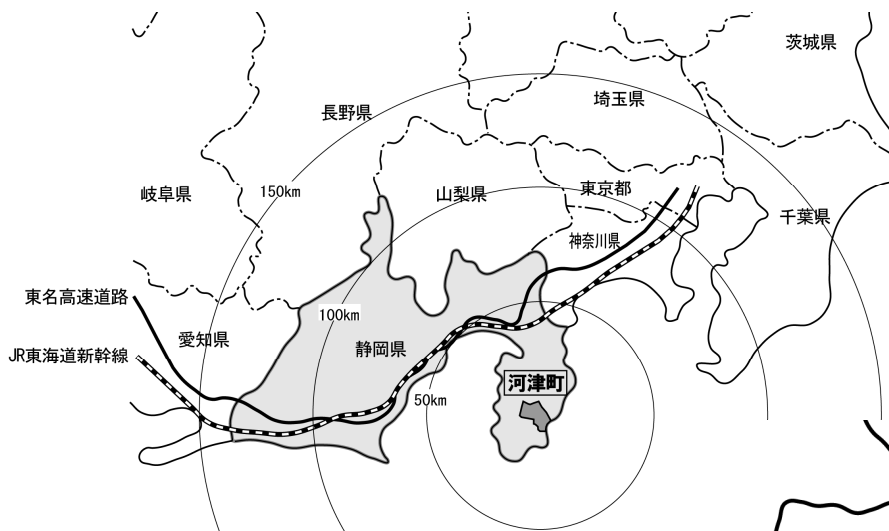 茨城県
埼玉県
長野県
150km
岐阜県
山梨県
東京都
千葉県
神奈川県
東名高速道路
100km
愛知県
静岡県
JR東海道新幹線
河津町
50km